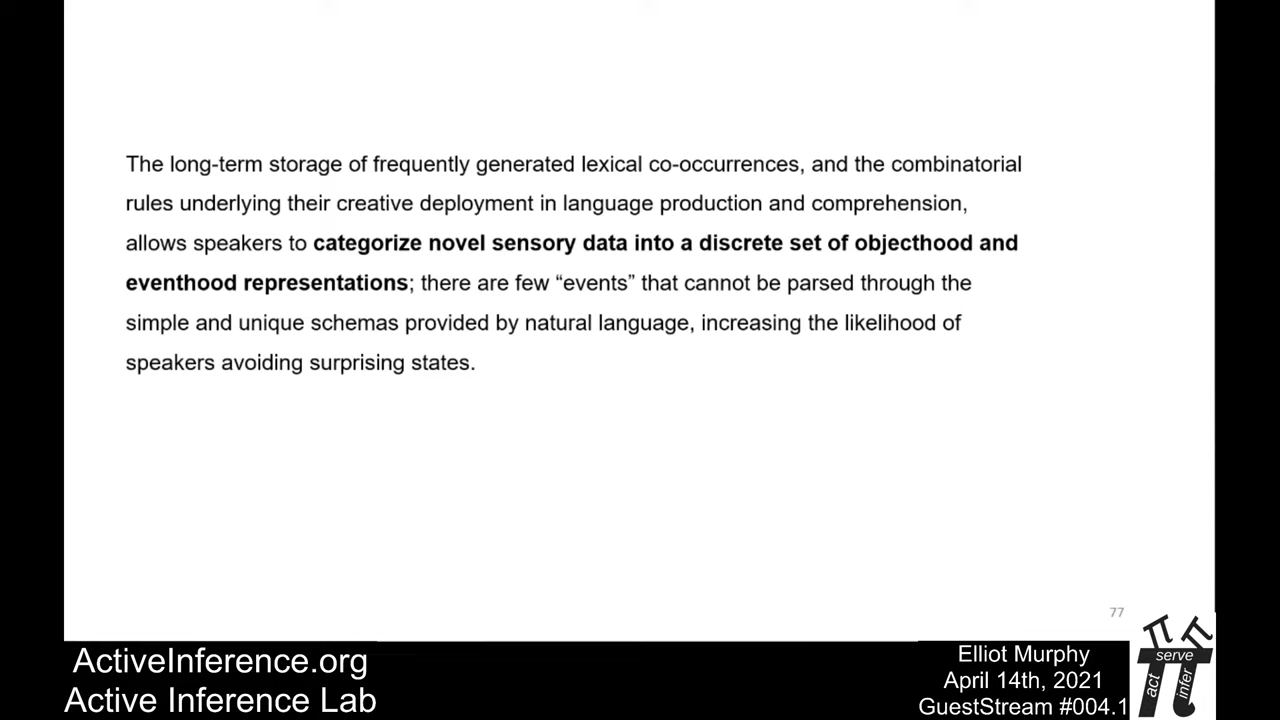 The long-term storage of frequently generated lexical co-occurrences, and the combinatorial
rules underlying their creative deployment in language production and comprehension,
allows speakers to categorize novel sensory data into a discrete set of objecthood and
eventhood representations; there are few “events” that cannot be parsed through the
simple and unique schemas provided by natural language, increasing the likelihood of
speakers avoiding surprising states.
77
ActiveInference.org
Active Inference Lab
Elliot Murphy
April 14th, 2021
GuestStream #004.1
serve
act
infer